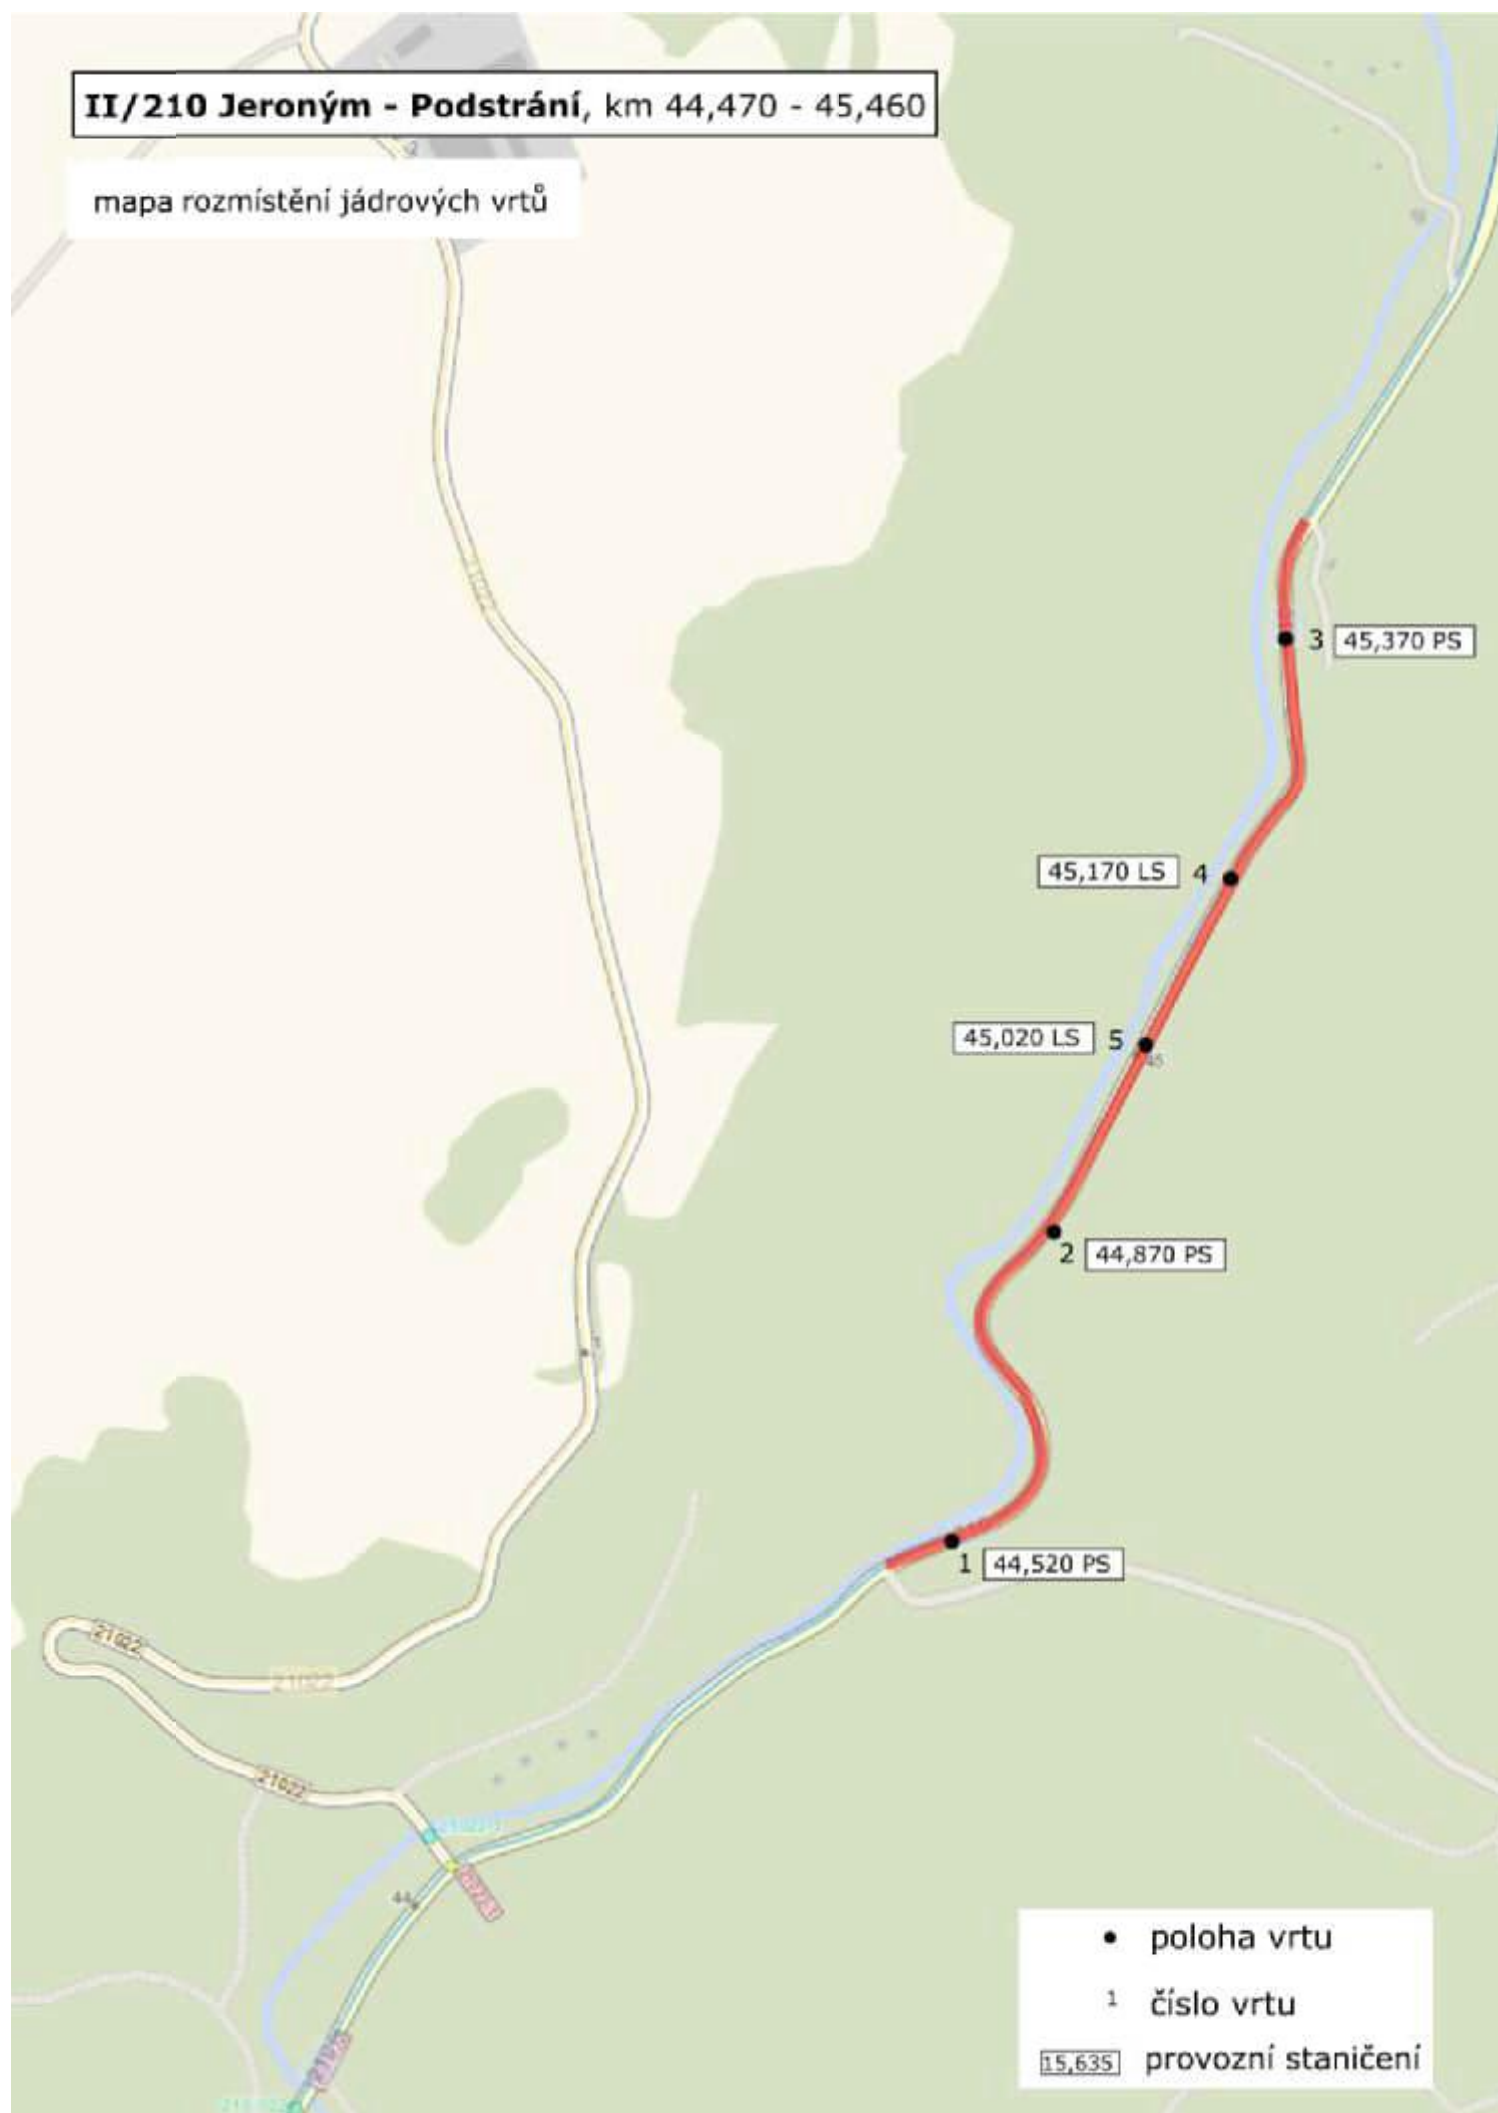 II/210 Jeroným - Podstrání, km 44,470 - 45,460
mapa rozmístění jádrových vrtů
3 45,370 PS
45,170 LS 4
45,020 LS 5
45
2 44,870 PS
1 44,520 PS
21022
21022
21022
44
poloha vrtu
1 číslo vrtu
15,635 provozní staničení